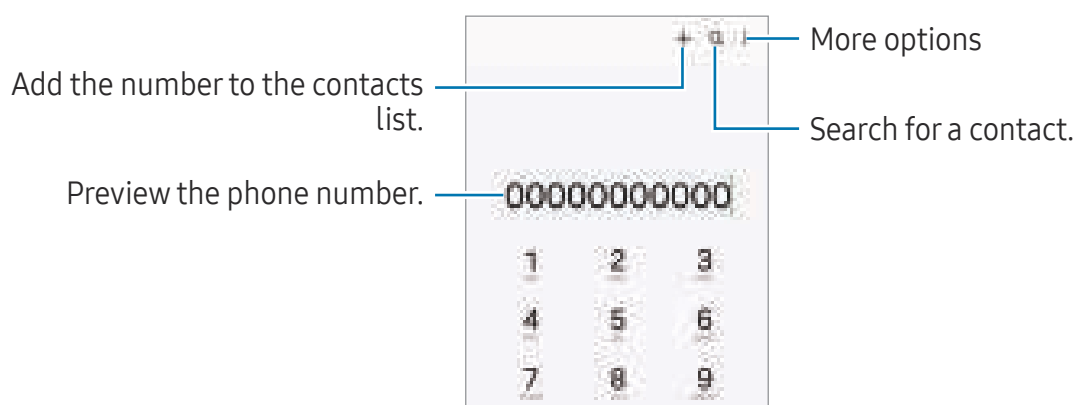 More options
Add the number to the contacts
list.
Search for a contact.
Preview the phone number.
00000000000
1 2 3
4 5 6
7 8 9